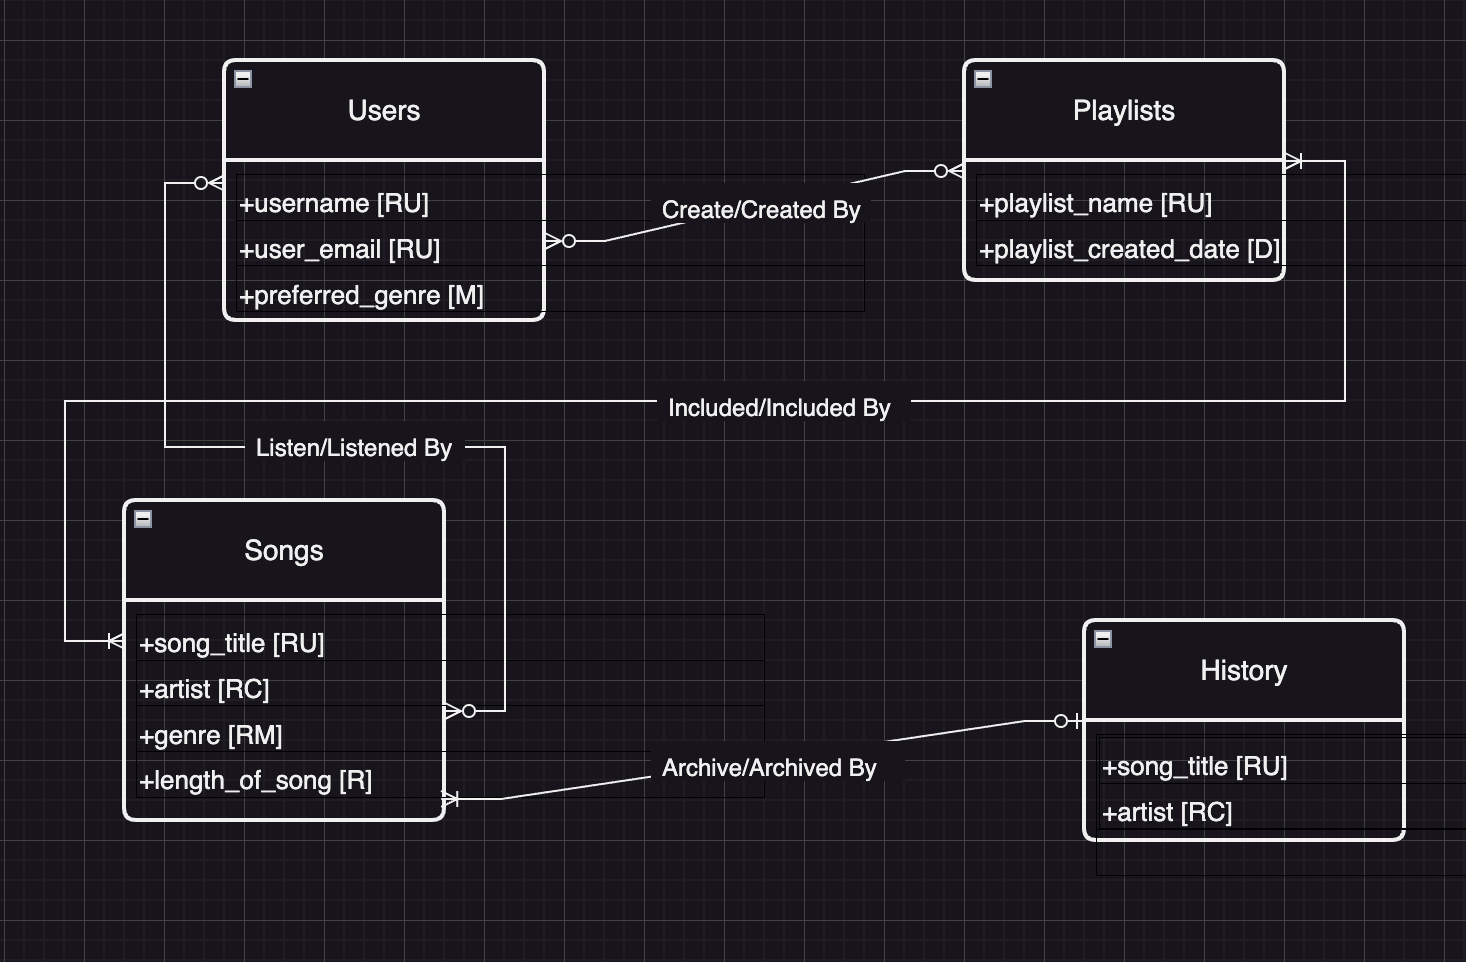 Users
+username [RU]
+user_email [RU]
+preferred_genre [M]
Create/Created By
Playlists
+playlist_name [RU]
+playlist_created_date [D]
Included/Included By
Listen/Listened By
Songs
+song_title [RU]
+artist [RC]
+genre [RM]
+length_of_song [R]
Archive/Archived By
History
+song_title [RU]
+artist [RC]